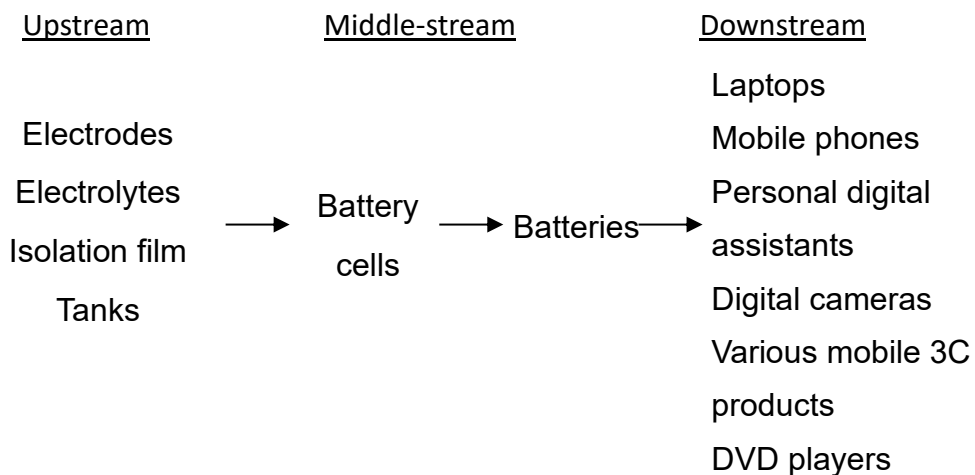 Upstream
Middle-stream
Downstream
Electrodes
Electrolytes
Isolation film
Tanks
Battery
cells
Batteries
Laptops
Mobile phones
Personal digital
assistants
Digital cameras
Various mobile 3C
products
DVD players